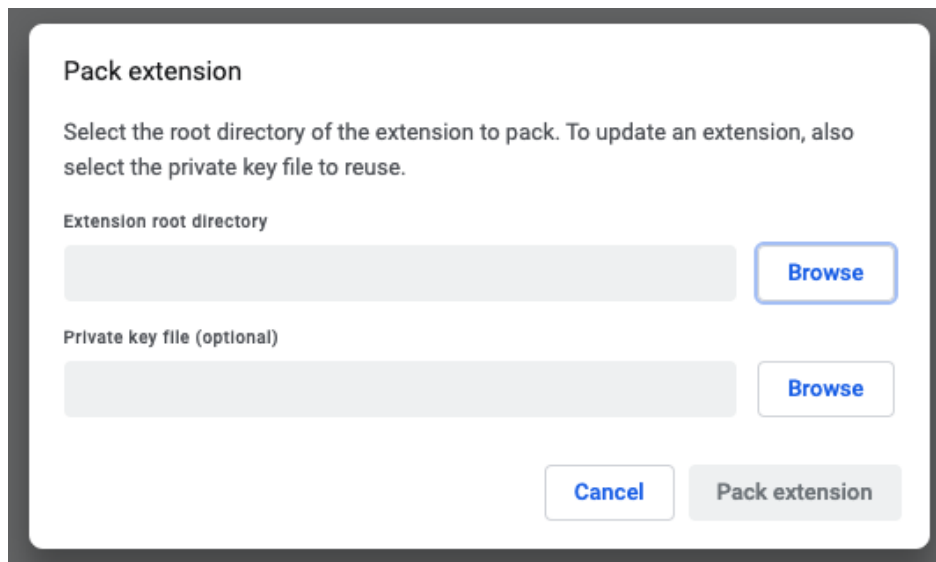 Pack extension
Select the root directory of the extension to pack. To update an extension, also
select the private key file to reuse.
Extension root directory
Browse
Private key file (optional)
Browse
Cancel
Pack extension